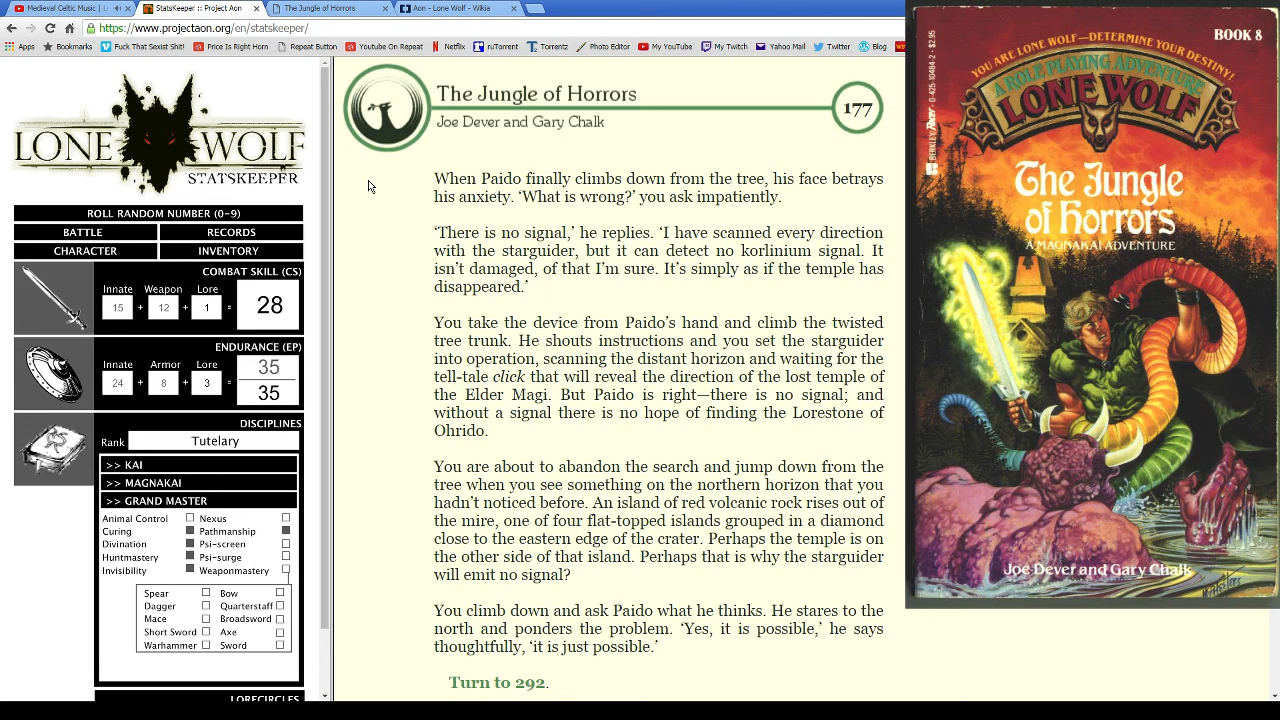 Medieval Celtic Music | L
StatsKeeper :: Project Aon
The Jungle of Horrors
Aon - Lone Wolf - Wikia
https://www.projectaon.org/en/statskeeper/
Apps
Bookmarks
Fuck That Sexist Shit!
Price is Right Horn
Repeat Button
Youtube On Repeat
Netflix
ruTorrent
Torrentz
Photo Editor
My YouTube
My Twitch
Yahoo Mail
Twitter
Blog
LONE WOLF
STATSKEEPER
ROLL RANDOM NUMBER (0-9)
BATTLE RECORDS
CHARACTER INVENTORY
COMBAT SKILL (CS)
Innate Weapon Lore
15 + 12 + 1 = 28
ENDURANCE (EP)
Innate Armor Lore
35
24 + 8 + 3 = 35
DISCIPLINES
Rank Tutelary
>> KAI
>> MAGNAKAI
>> GRAND MASTER
Animal Control Nexus
Curing Pathmanship
Divination Psi-screen
Huntmastery Psi-surge
Invisibility Weaponmastery
Spear Bow
Dagger Quarterstaff
Mace Broadsword
Short Sword Axe
Warhammer Sword
LORECIRCLES
The Jungle of Horrors
Joe Dever and Gary Chalk
177
When Paido finally climbs down from the tree, his face betrays
his anxiety. ‘What is wrong?’ you ask impatiently.
‘There is no signal,’ he replies. ‘I have scanned every direction
with the starguider, but it can detect no korlinium signal. It
isn’t damaged, of that I’m sure. It’s simply as if the temple has
disappeared.’
You take the device from Paido’s hand and climb the twisted
tree trunk. He shouts instructions and you set the starguider
into operation, scanning the distant horizon and waiting for the
tell-tale click that will reveal the direction of the lost temple of
the Elder Magi. But Paido is right—there is no signal; and
without a signal there is no hope of finding the Lorestone of
Ohrido.
You are about to abandon the search and jump down from the
tree when you see something on the northern horizon that you
hadn’t noticed before. An island of red volcanic rock rises out of
the mire, one of four flat-topped islands grouped in a diamond
close to the eastern edge of the crater. Perhaps the temple is on
the other side of that island. Perhaps that is why the starguider
will emit no signal?
You climb down and ask Paido what he thinks. He stares to the
north and ponders the problem. ‘Yes, it is possible,’ he says
thoughtfully, ‘it is just possible.’
Turn to 292.
BOOK 8
YOU ARE LONE WOLF—DETERMINE YOUR DESTINY!
A ROLE PLAYING ADVENTURE
LONE WOLF
The Jungle
of Horrors
A MAGNAKAI ADVENTURE
BERKLEY Pacer • 0-425-10484-2 • $2.95
Joe Dever and Gary Chalk